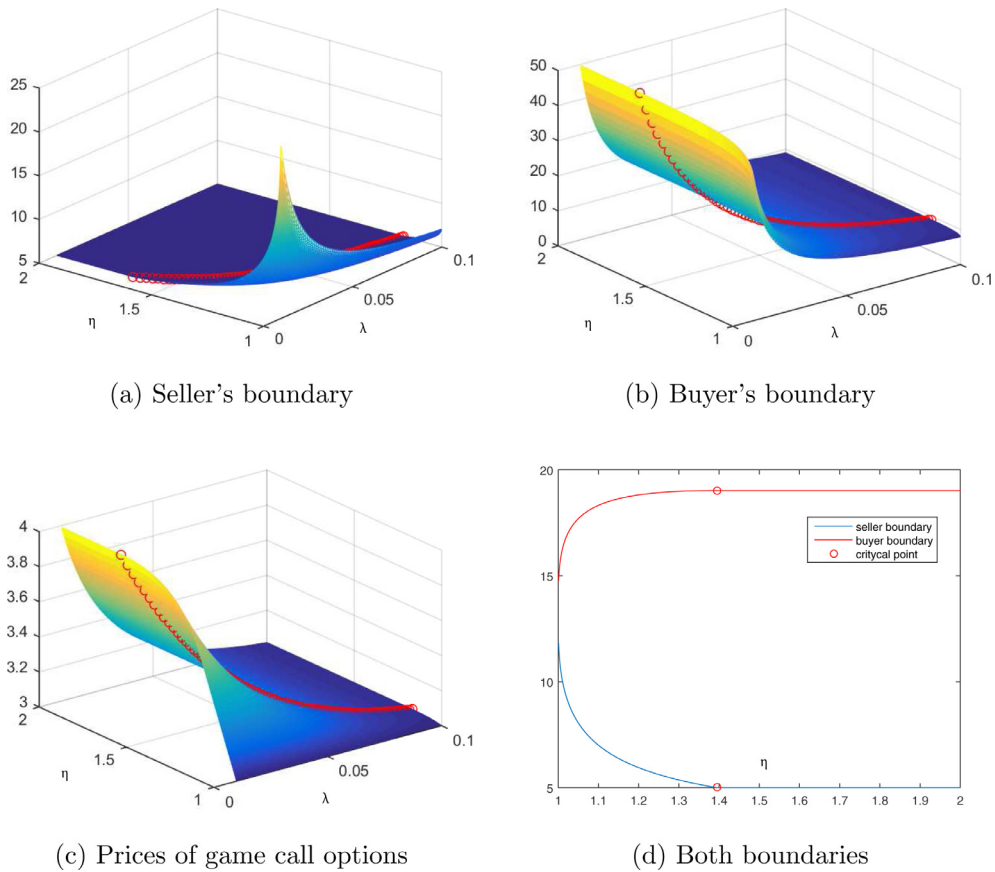 25
20
15
10
5
2
1.5
η
1
0
0.05
λ
0.1
(a) Seller's boundary
50
40
30
20
10
0
2
1.5
η
1
0
0.05
λ
0.1
(b) Buyer's boundary
4
3.8
3.6
3.4
3.2
3
2
1.5
η
1
0
0.05
λ
0.1
(c) Prices of game call options
20
15
10
5
seller boundary
buyer boundary
critycal point
η
1 1.1 1.2 1.3 1.4 1.5 1.6 1.7 1.8 1.9 2
(d) Both boundaries